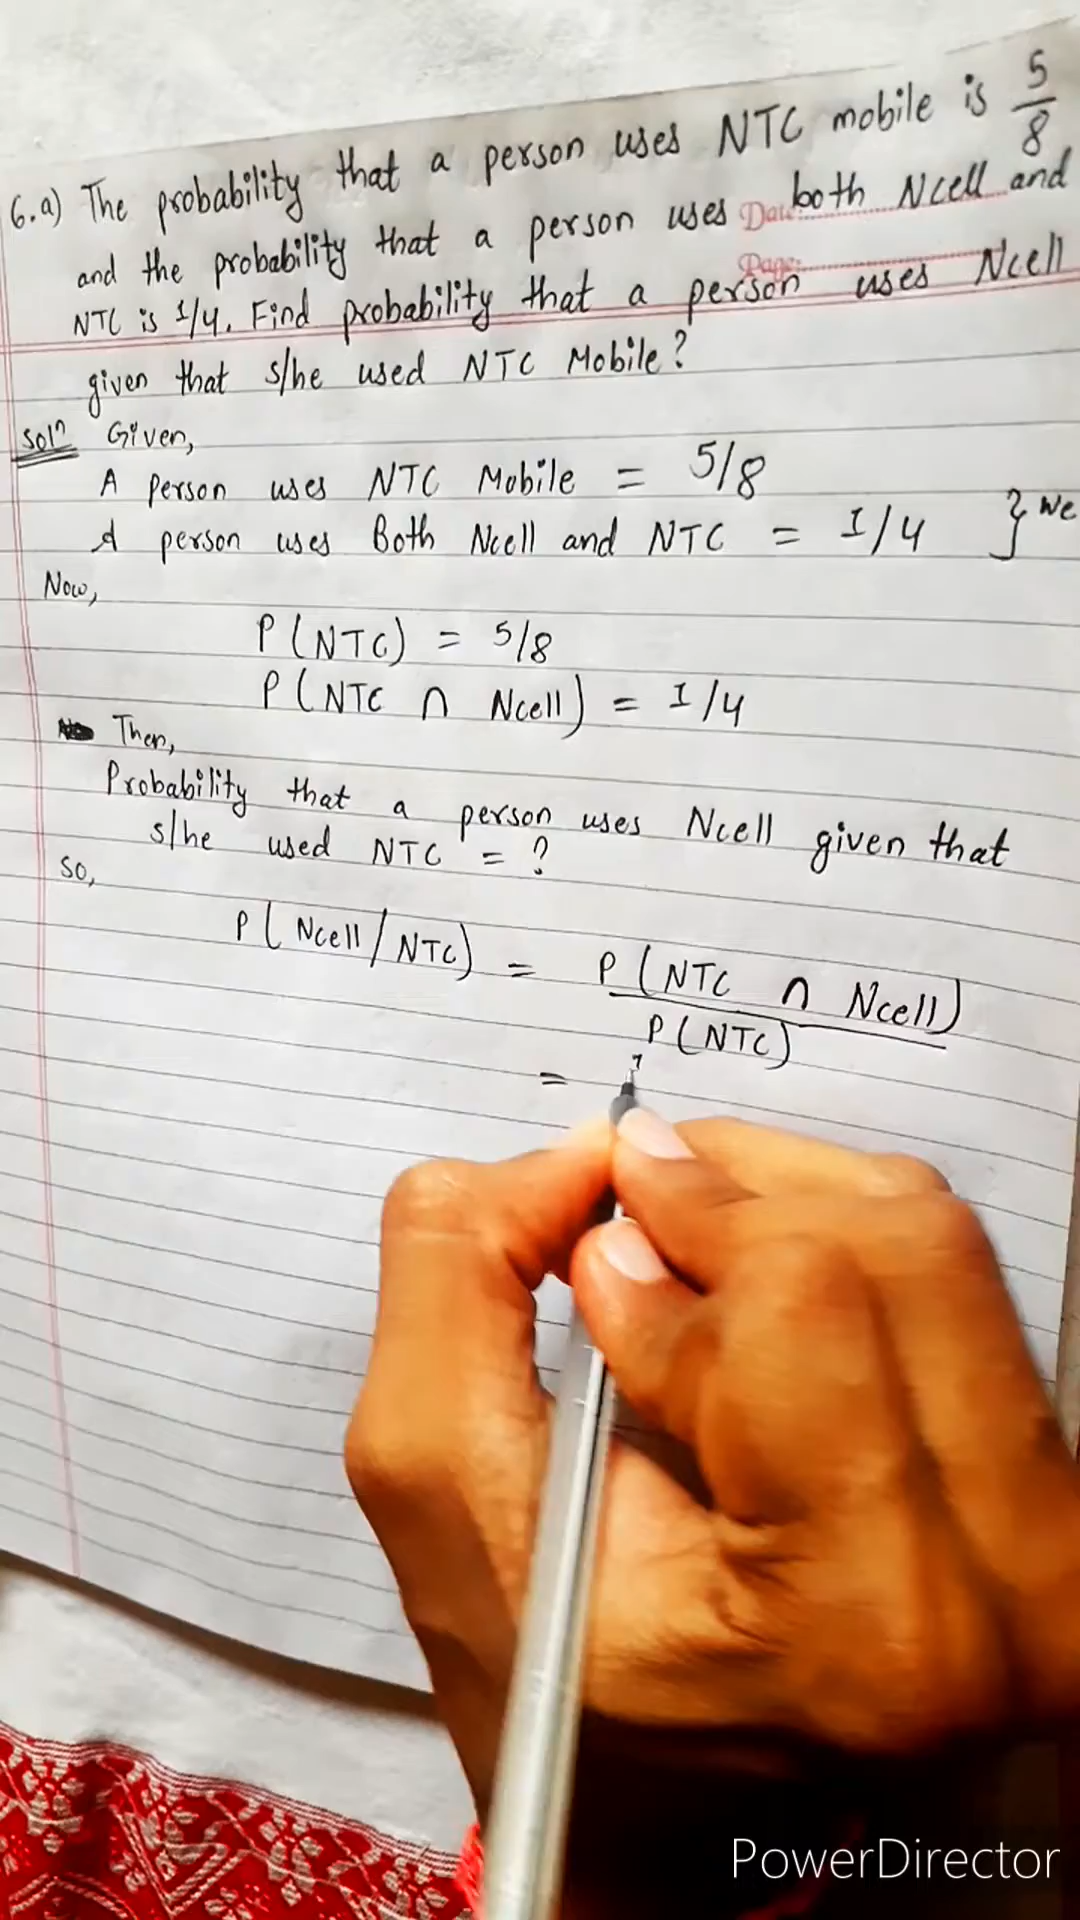 6.a) The probability that a person uses NTC mobile is 5/8
and the probability that a person uses both Ncell and
Date:
NTC is 1/4. Find probability that a person uses Ncell
Page:
given that s/he used NTC Mobile?
Solⁿ Given,
A person uses NTC Mobile = 5/8
A person uses Both Ncell and NTC = 1/4 } We
Now,
P(NTC) = 5/8
P(NTC ∩ Ncell) = 1/4
Then,
Probability that a person uses Ncell given that
s/he used NTC = ?
So,
P(Ncell/NTC) = P(NTC ∩ Ncell)
P(NTC)
=
PowerDirector